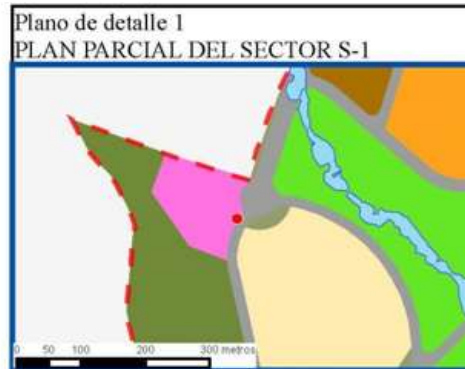 Plano de detalle 1
PLAN PARCIAL DEL SECTOR S-1
0 50 100 200 300 metros